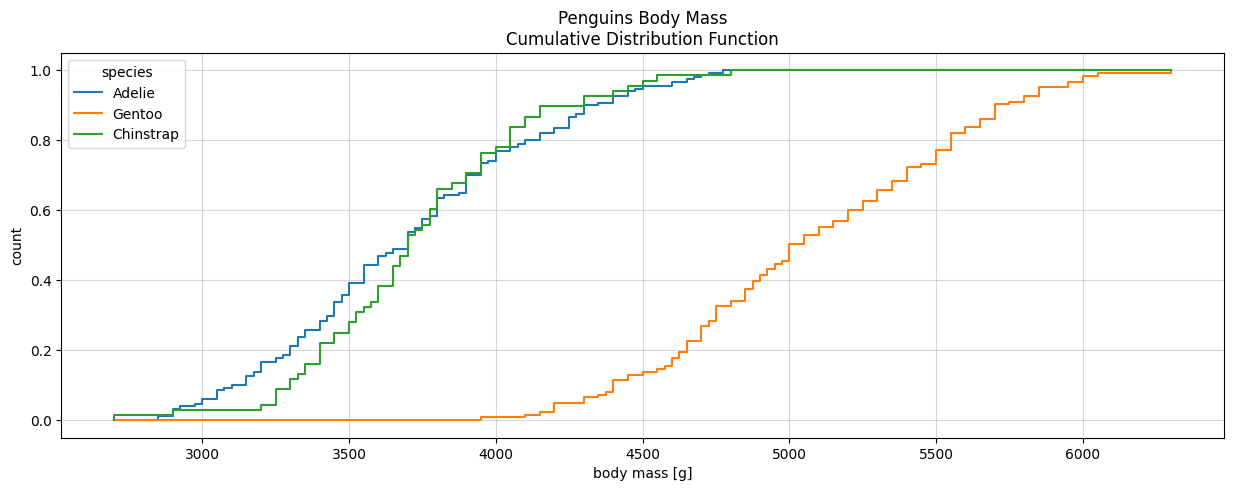 Penguins Body Mass
Cumulative Distribution Function
species
Adelie
Gentoo
Chinstrap
1.0
0.8
0.6
0.4
0.2
0.0
count
3000 3500 4000 4500 5000 5500 6000
body mass [g]